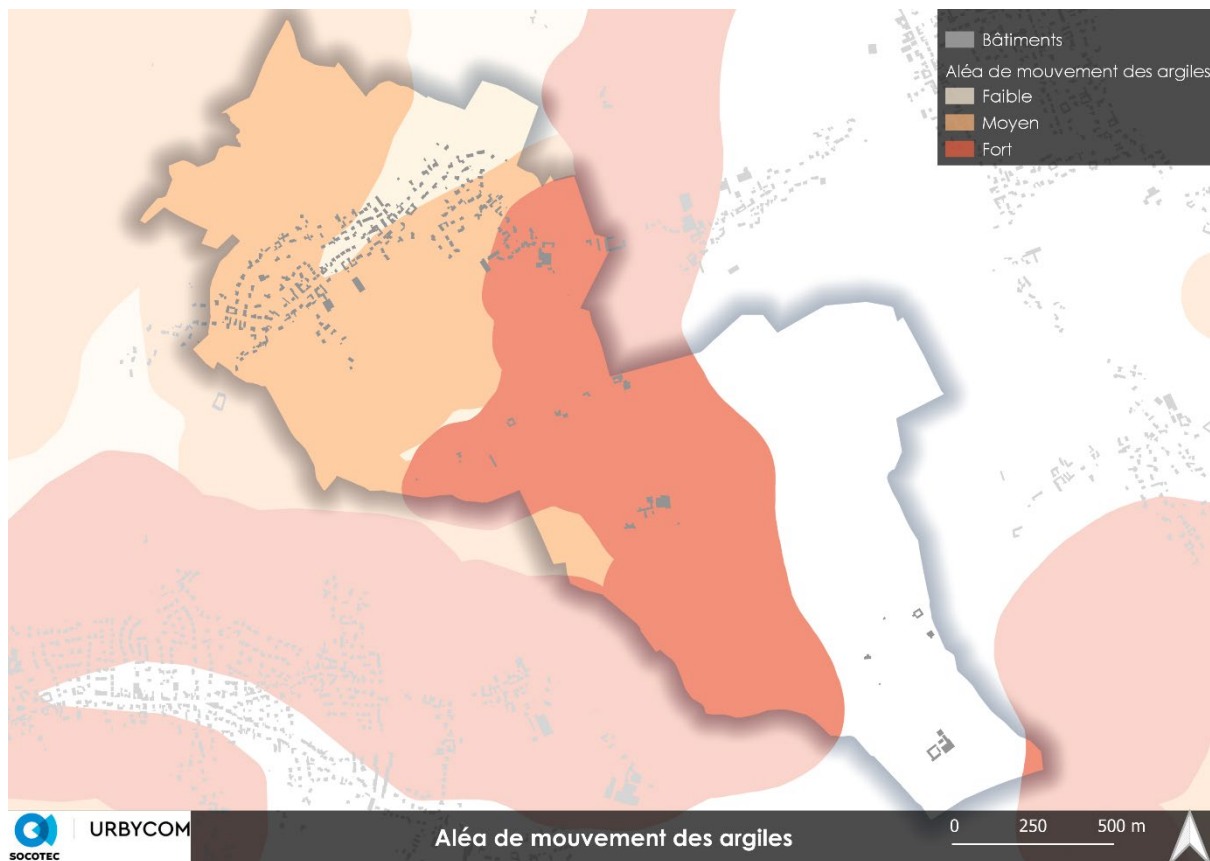 Bâtiments
Aléa de mouvement des argiles
Faible
Moyen
Fort
SOCOTEC
URBYCOM
Aléa de mouvement des argiles
0 250 500 m